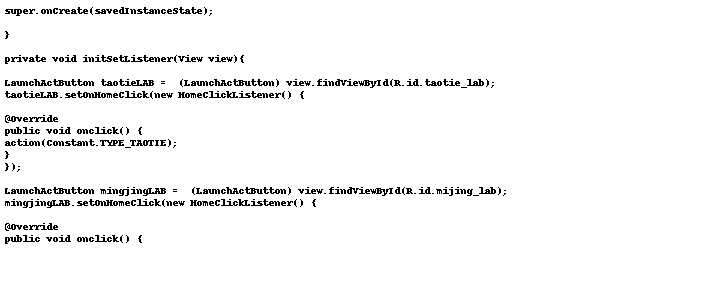 super.onCreate(savedInstanceState);
}
private void initSetListener(View view){
LaunchActButton taotieLAB =  (LaunchActButton) view.findViewById(R.id.taotie_lab);
taotieLAB.setOnHomeClick(new HomeClickListener() {
@Override
public void onclick() {
action(Constant.TYPE_TAOTIE);
}
});
LaunchActButton mingjingLAB =  (LaunchActButton) view.findViewById(R.id.mijing_lab);
mingjingLAB.setOnHomeClick(new HomeClickListener() {
@Override
public void onclick() {